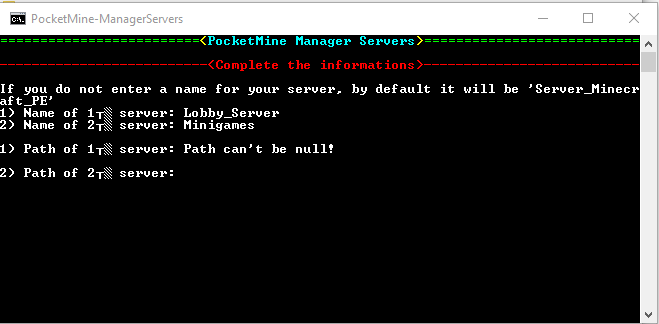 PocketMine-ManagerServers
=========================<PocketMine Manager Servers>===========================
--------------------------<Complete the informations>---------------------------
If you do not enter a name for your server, by default it will be 'Server_Minecr
aft_PE'
1) Name of 1┬░ server: Lobby_Server
2) Name of 2┬░ server: Minigames
1) Path of 1┬░ server: Path can't be null!
2) Path of 2┬░ server: